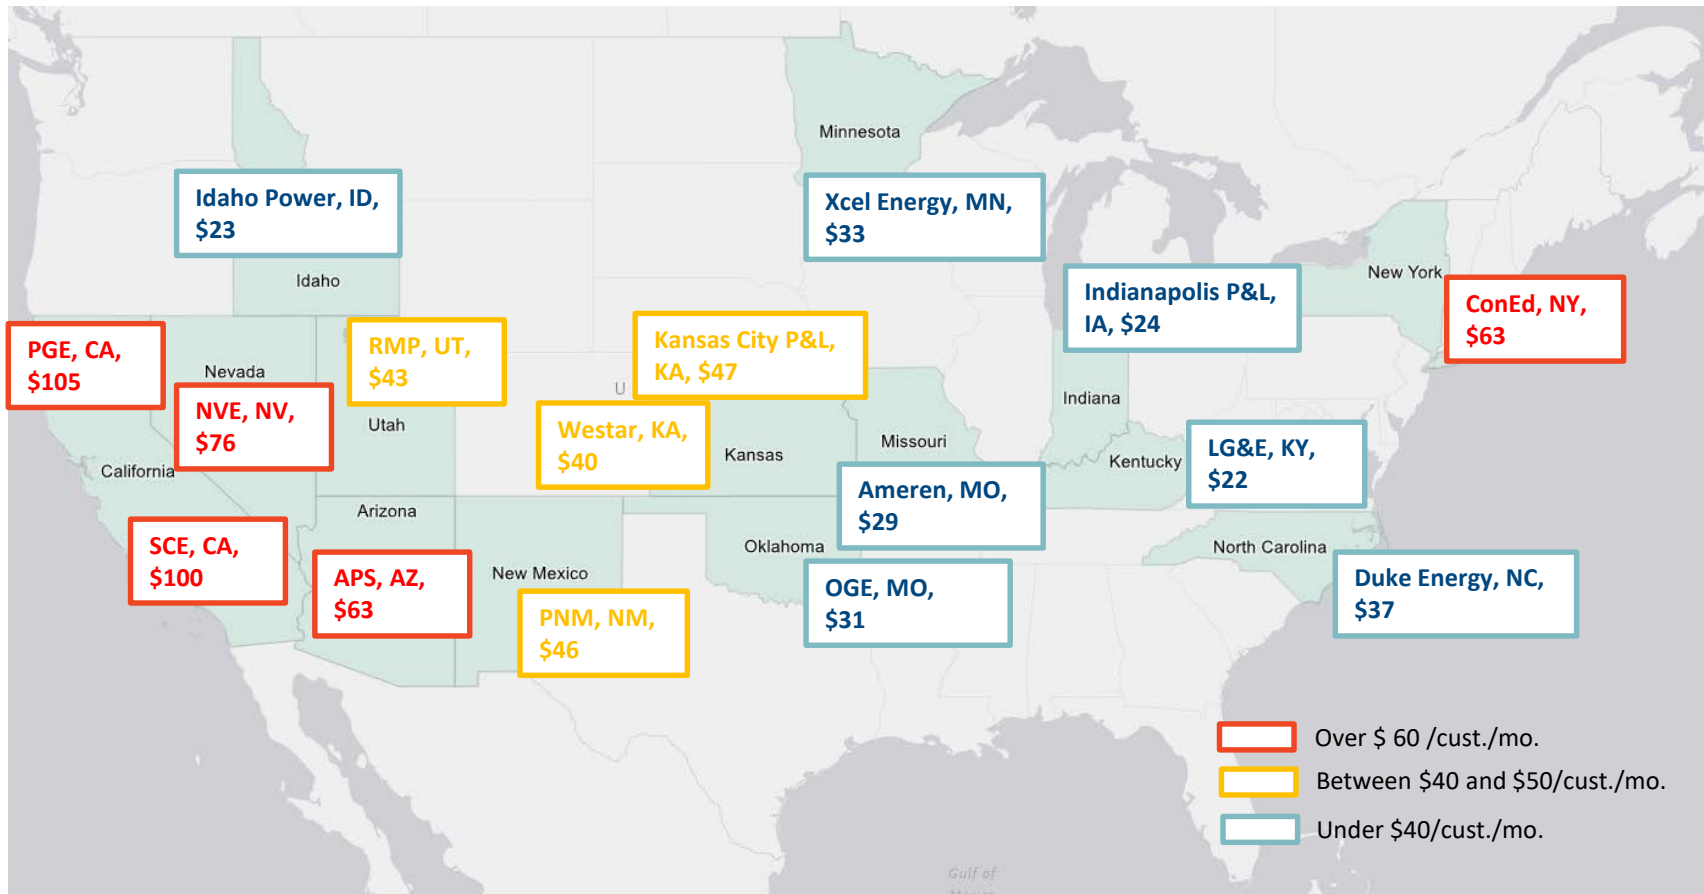 Minnesota
Idaho Power, ID,
$23
Xcel Energy, MN,
$33
Idaho
New York
Indianapolis P&L,
IA, $24
ConEd, NY,
$63
PGE, CA,
$105
Nevada
RMP, UT,
$43
Kansas City P&L,
KA, $47
U
NVE, NV,
$76
Utah
Westar, KA,
$40
Kansas
Missouri
Indiana
Kentucky
LG&E, KY,
$22
California
Arizona
Ameren, MO,
$29
SCE, CA,
$100
APS, AZ,
$63
New Mexico
Oklahoma
North Carolina
PNM, NM,
$46
OGE, MO,
$31
Duke Energy, NC,
$37
Over $ 60 /cust./mo.
Between $40 and $50/cust./mo.
Under $40/cust./mo.
Gulf of